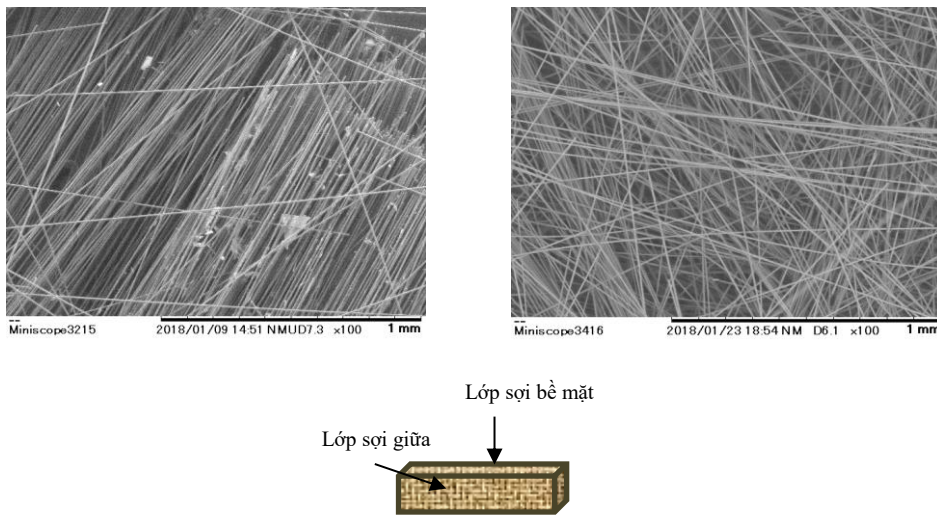 Miniscope3215 2018/01/09 14:51 NMUD7.3 x100 1 mm
Miniscope3416 2018/01/23 18:54 NM D6.1 x100 1 mm
Lớp sợi bề mặt
Lớp sợi giữa